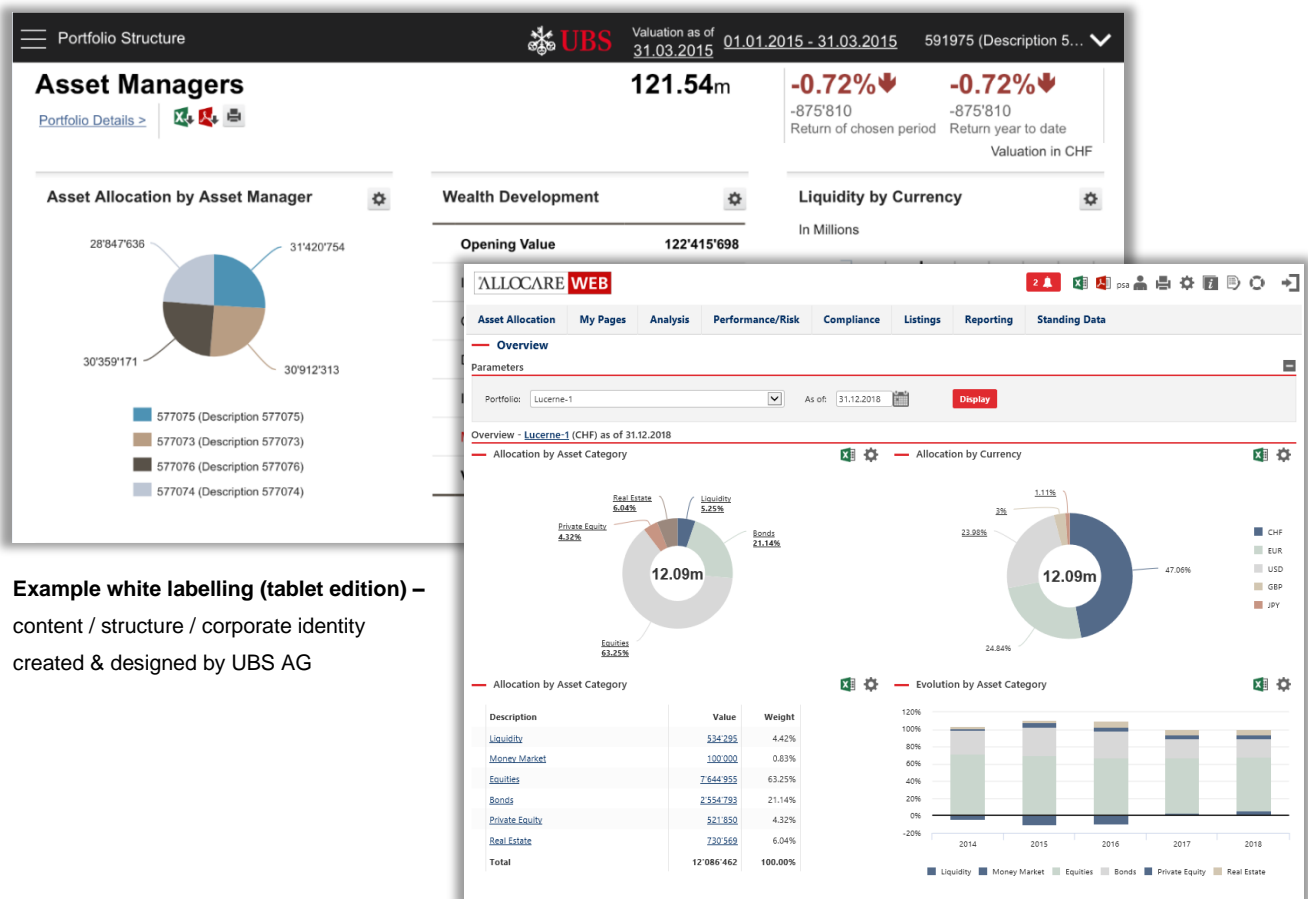 Portfolio Structure
UBS
Valuation as of
31.03.2015
01.01.2015 - 31.03.2015
591975 (Description 5...
Asset Managers
Portfolio Details >
121.54m
-0.72%
-875'810
Return of chosen period
-0.72%
-875'810
Return year to date
Valuation in CHF
Asset Allocation by Asset Manager
28'847'636
31'420'754
30'359'171
30'912'313
577075 (Description 577075)
577073 (Description 577073)
577076 (Description 577076)
577074 (Description 577074)
Wealth Development
Opening Value 122'415'698
Liquidity by Currency
In Millions
Example white labelling (tablet edition) –
content / structure / corporate identity
created & designed by UBS AG
ALLOCARE WEB
2
psa
Asset Allocation My Pages Analysis Performance/Risk Compliance Listings Reporting Standing Data
Overview
Parameters
Portfolio: Lucerne-1 As of: 31.12.2018 Display
Overview - Lucerne-1 (CHF) as of 31.12.2018
Allocation by Asset Category
Real Estate
6.04%
Liquidity
5.25%
Private Equity
4.32%
Bonds
21.14%
12.09m
Equities
63.25%
Allocation by Currency
1.11%
3%
23.98%
47.06%
12.09m
24.84%
CHF
EUR
USD
GBP
JPY
Allocation by Asset Category
Description Value Weight
Liquidity 534'295 4.42%
Money Market 100'000 0.83%
Equities 7'644'955 63.25%
Bonds 2'554'793 21.14%
Private Equity 521'850 4.32%
Real Estate 730'569 6.04%
Total 12'086'462 100.00%
Evolution by Asset Category
120%
100%
80%
60%
40%
20%
0%
-20%
2014 2015 2016 2017 2018
Liquidity Money Market Equities Bonds Private Equity Real Estate